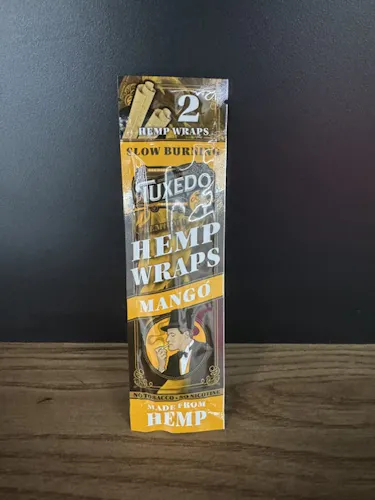 2
HEMP WRAPS
SLOW BURNING
TUXEDO
HEMP
WRAPS
MANGO
NO TOBACCO • NO NICOTINE
MADE FROM
HEMP